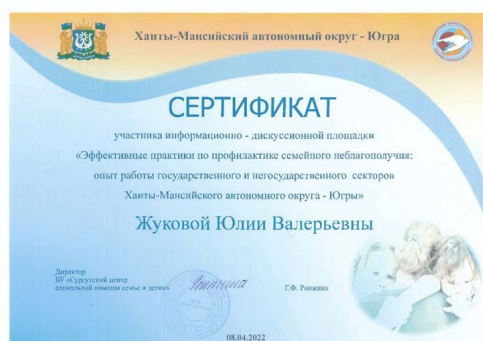 Ханты-Мансийский автономный округ - Югра
СЕРТИФИКАТ
участника информационно - дискуссионной площадки
«Эффективные практики по профилактике семейного неблагополучия:
опыт работы государственного и негосударственного секторов
Ханты-Мансийского автономного округа - Югры»
Жуковой Юлии Валерьевны
Директор
БУ «Сургутский центр
социальной помощи семье и детям»
Г.Ф.
08.04.2022